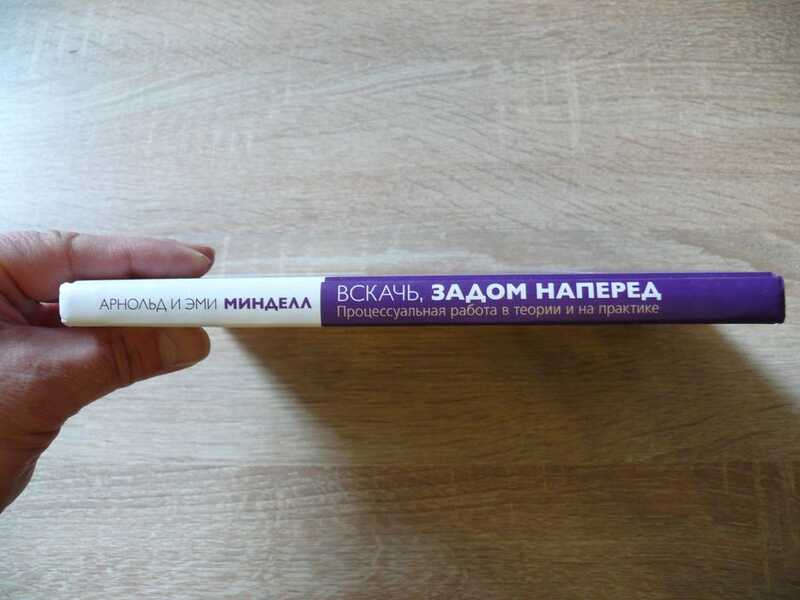 АРНОЛЬД И ЭМИ МИНДЕЛЛ
ВСКАЧЬ, ЗАДОМ НАПЕРЕД
Процессуальная работа в теории и на практике